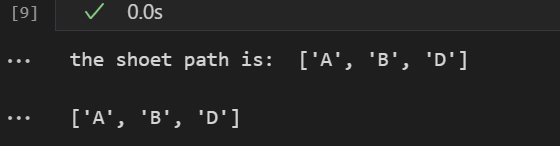 [9] 0.0s
... the shoet path is:  ['A', 'B', 'D']
... ['A', 'B', 'D']